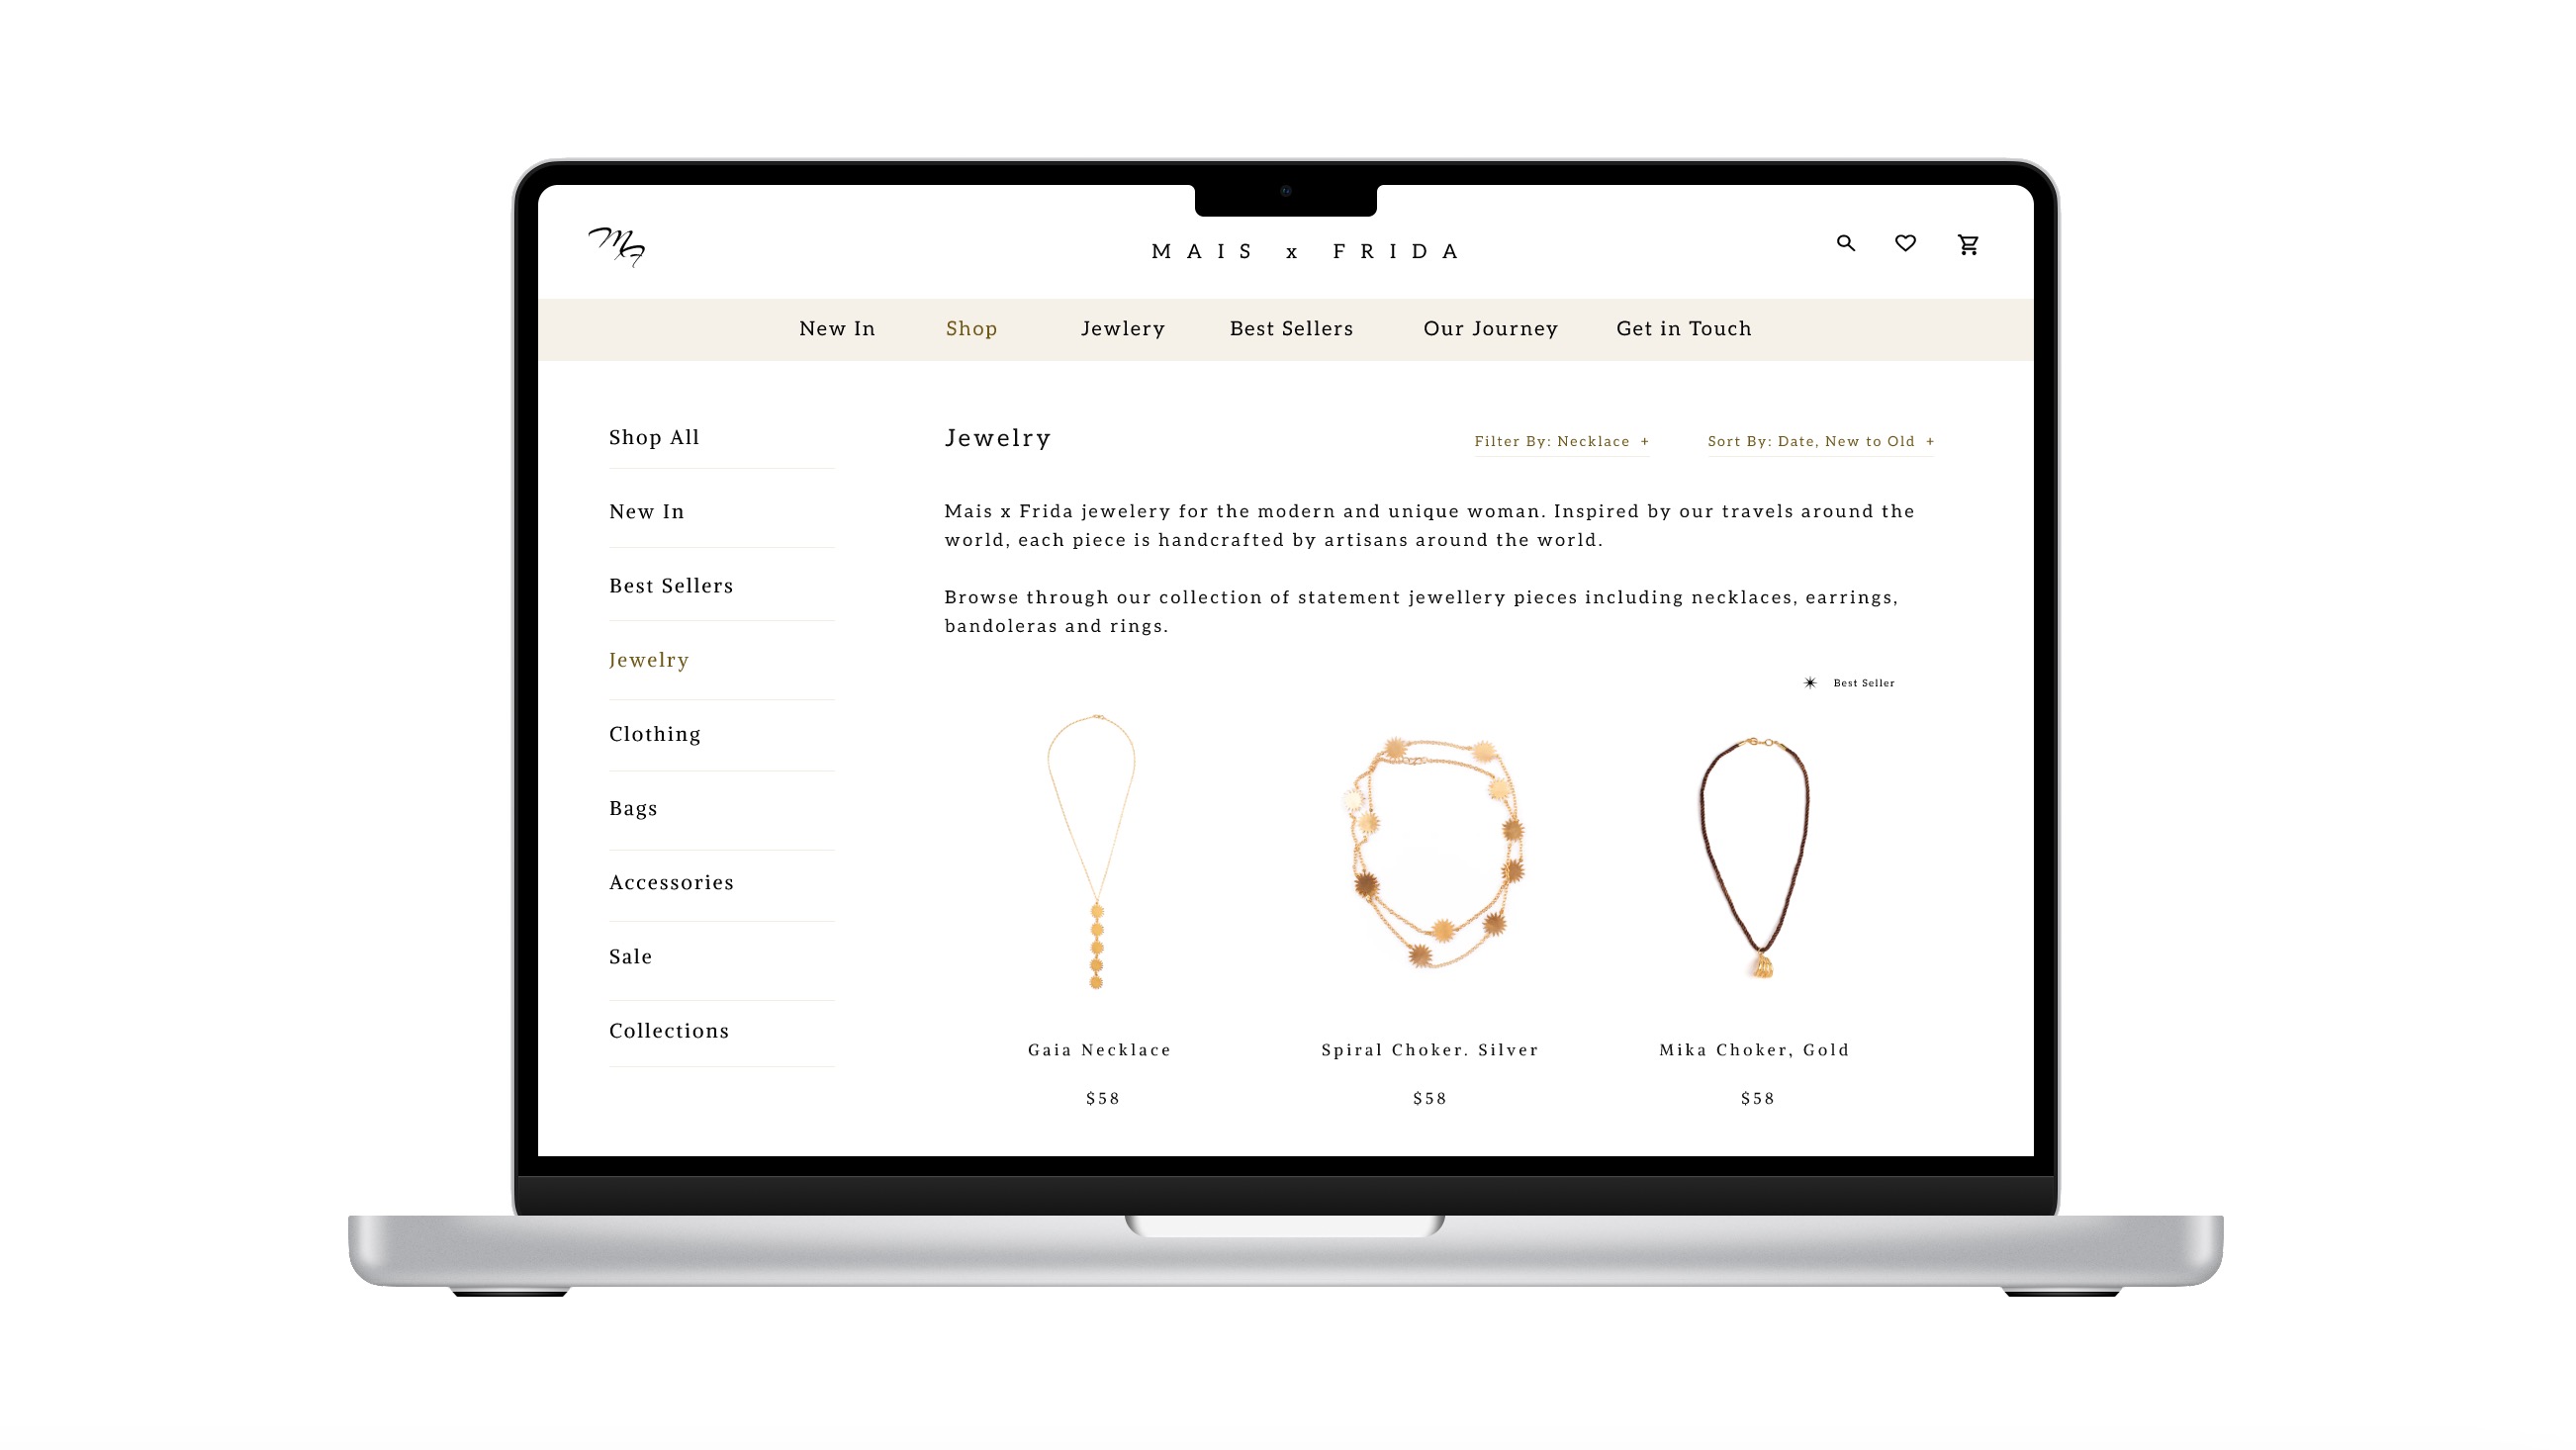 MxF
MAIS x FRIDA
New In Shop Jewlery Best Sellers Our Journey Get in Touch
Shop All
New In
Best Sellers
Jewelry
Clothing
Bags
Accessories
Sale
Collections
Jewelry
Filter By: Necklace +
Sort By: Date, New to Old +
Mais x Frida jewelery for the modern and unique woman. Inspired by our travels around the
world, each piece is handcrafted by artisans around the world.
Browse through our collection of statement jewellery pieces including necklaces, earrings,
bandoleras and rings.
Best Seller
Gaia Necklace
$58
Spiral Choker. Silver
$58
Mika Choker, Gold
$58